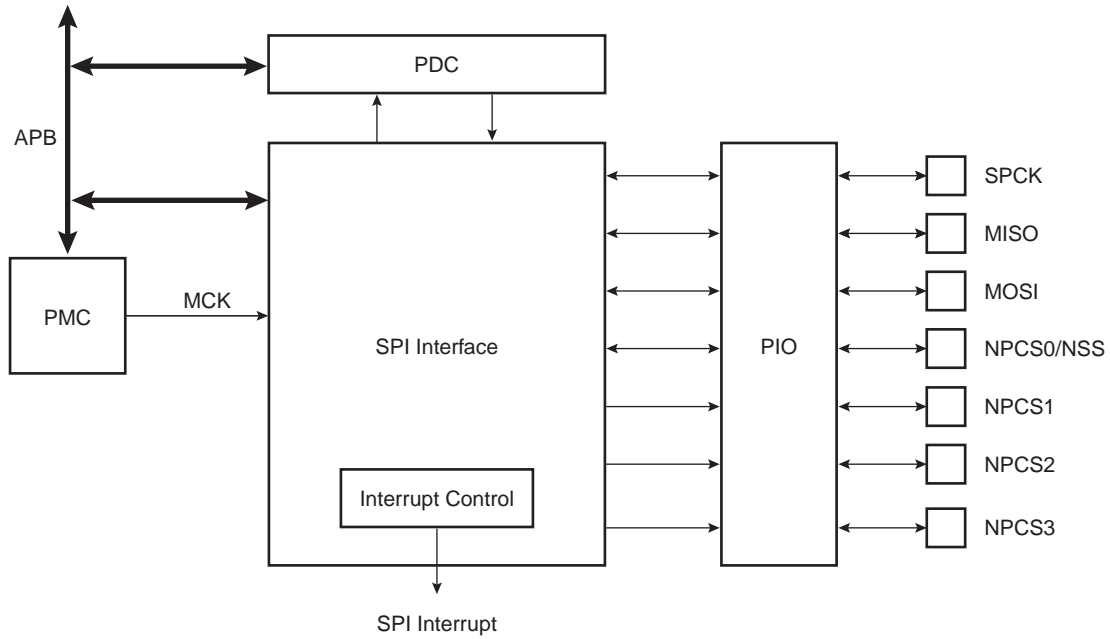 PDC
APB
SPCK
MISO
MCK
MOSI
PMC
SPI Interface
PIO
NPCS0/NSS
NPCS1
NPCS2
Interrupt Control
NPCS3
SPI Interrupt